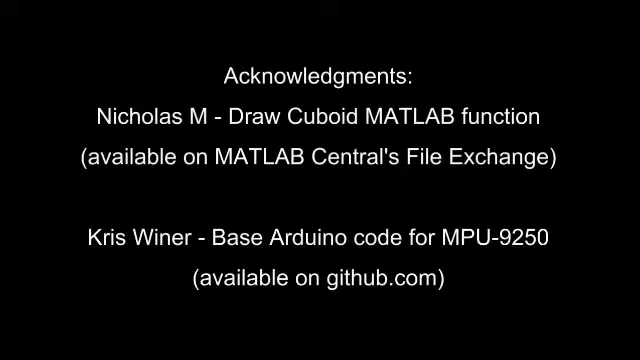 Acknowledgments:
Nicholas M - Draw Cuboid MATLAB function
(available on MATLAB Central's File Exchange)
Kris Winer - Base Arduino code for MPU-9250
(available on github.com)